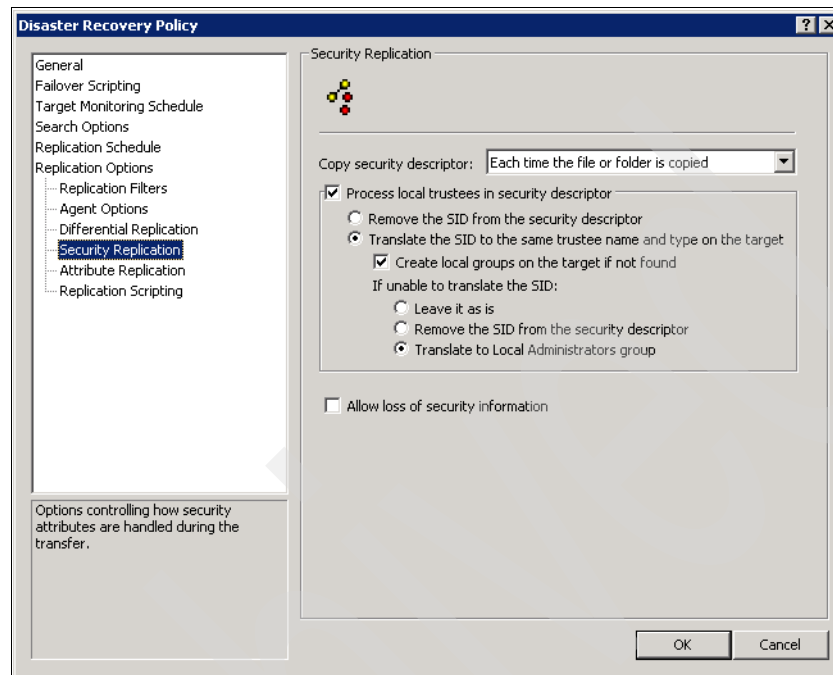 Disaster Recovery Policy
General
Failover Scripting
Target Monitoring Schedule
Search Options
Replication Schedule
Replication Options
Replication Filters
Agent Options
Differential Replication
Security Replication
Attribute Replication
Replication Scripting
Options controlling how security
attributes are handled during the
transfer.
Security Replication
Copy security descriptor: Each time the file or folder is copied
Process local trustees in security descriptor
Remove the SID from the security descriptor
Translate the SID to the same trustee name and type on the target
Create local groups on the target if not found
If unable to translate the SID:
Leave it as is
Remove the SID from the security descriptor
Translate to Local Administrators group
Allow loss of security information
OK Cancel